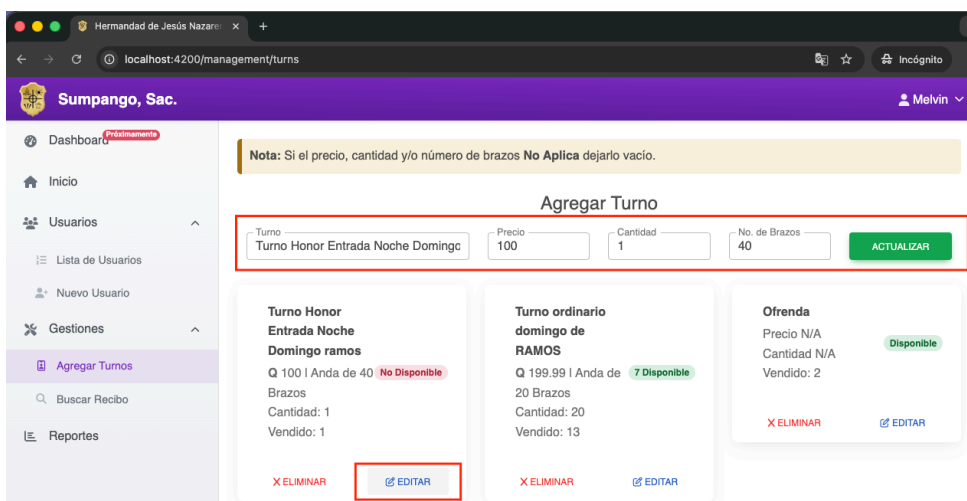 Hermandad de Jesús Nazare
localhost:4200/management/turns
Incógnito
Sumpango, Sac.
Melvin
Dashboard
Próximamente
Inicio
Usuarios
Lista de Usuarios
Nuevo Usuario
Gestiones
Agregar Turnos
Buscar Recibo
Reportes
Nota: Si el precio, cantidad y/o número de brazos No Aplica dejarlo vacío.
Agregar Turno
Turno
Turno Honor Entrada Noche Domingo
Precio
100
Cantidad
1
No. de Brazos
40
ACTUALIZAR
Turno Honor
Entrada Noche
Domingo ramos
Q 100 | Anda de 40
Brazos
Cantidad: 1
Vendido: 1
No Disponible
ELIMINAR
EDITAR
Turno ordinario
domingo de
RAMOS
Q 199.99 | Anda de
20 Brazos
Cantidad: 20
Vendido: 13
7 Disponible
ELIMINAR
EDITAR
Ofrenda
Precio N/A
Cantidad N/A
Vendido: 2
Disponible
ELIMINAR
EDITAR